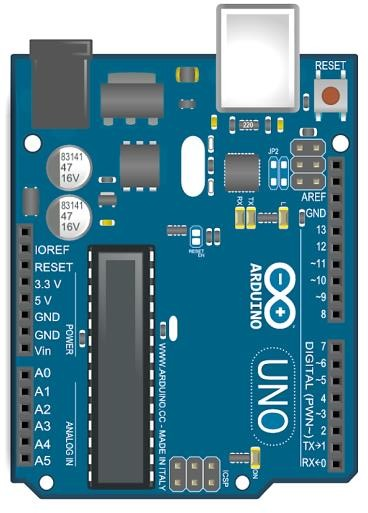 RESET
83141
47
16V
220
JP2
83141
47
16V
RX
TX
L
AREF
GND
13
12
~11
~10
~9
8
RESET
EN
IOREF
RESET
3.3 V
5 V
GND
GND
Vin
POWER
ARDUINO
UNO
WWW.ARDUINO.CC - MADE IN ITALY
DIGITAL (PWN~)
7
~6
~5
4
~3
2
TX→1
RX←0
A0
A1
A2
A3
A4
A5
ANALOG IN
ICSP
ON